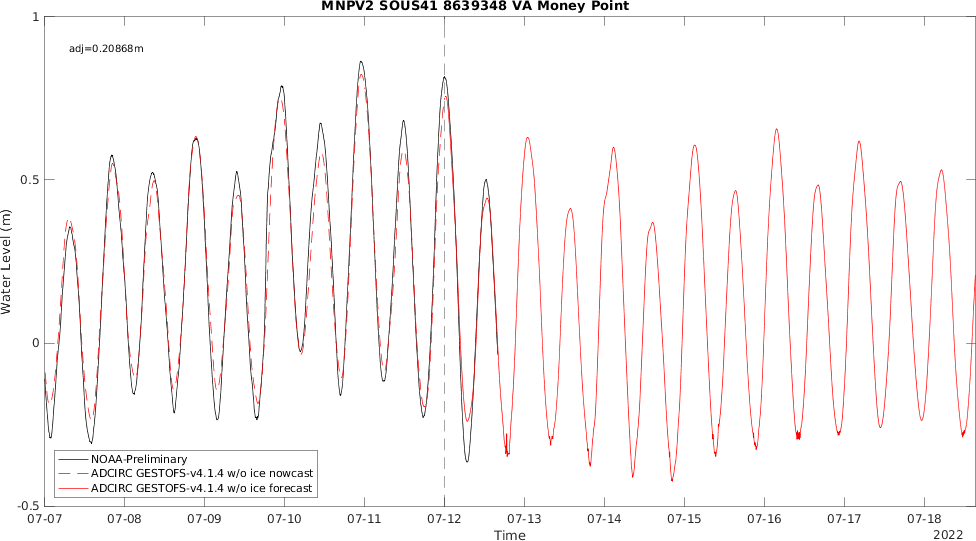 MNPV2 SOUS41 8639348 VA Money Point
1
adj=0.20868m
0.5
Water Level (m)
0
NOAA-Preliminary
ADCIRC GESTOFS-v4.1.4 w/o ice nowcast
ADCIRC GESTOFS-v4.1.4 w/o ice forecast
-0.5
07-07 07-08 07-09 07-10 07-11 07-12 07-13 07-14 07-15 07-16 07-17 07-18
Time
2022